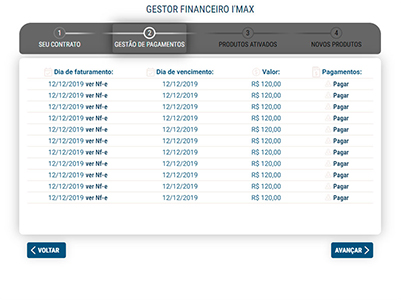 GESTOR FINANCEIRO I'MAX
1 2 3 4
SEU CONTRATO GESTÃO DE PAGAMENTOS PRODUTOS ATIVADOS NOVOS PRODUTOS
Dia de faturamento: Dia de vencimento: Valor: Pagamentos:
12/12/2019 ver Nf-e 12/12/2019 R$ 120,00 Pagar
12/12/2019 ver Nf-e 12/12/2019 R$ 120,00 Pagar
12/12/2019 ver Nf-e 12/12/2019 R$ 120,00 Pagar
12/12/2019 ver Nf-e 12/12/2019 R$ 120,00 Pagar
12/12/2019 ver Nf-e 12/12/2019 R$ 120,00 Pagar
12/12/2019 ver Nf-e 12/12/2019 R$ 120,00 Pagar
12/12/2019 ver Nf-e 12/12/2019 R$ 120,00 Pagar
12/12/2019 ver Nf-e 12/12/2019 R$ 120,00 Pagar
12/12/2019 ver Nf-e 12/12/2019 R$ 120,00 Pagar
12/12/2019 ver Nf-e 12/12/2019 R$ 120,00 Pagar
12/12/2019 ver Nf-e 12/12/2019 R$ 120,00 Pagar
VOLTAR AVANÇAR